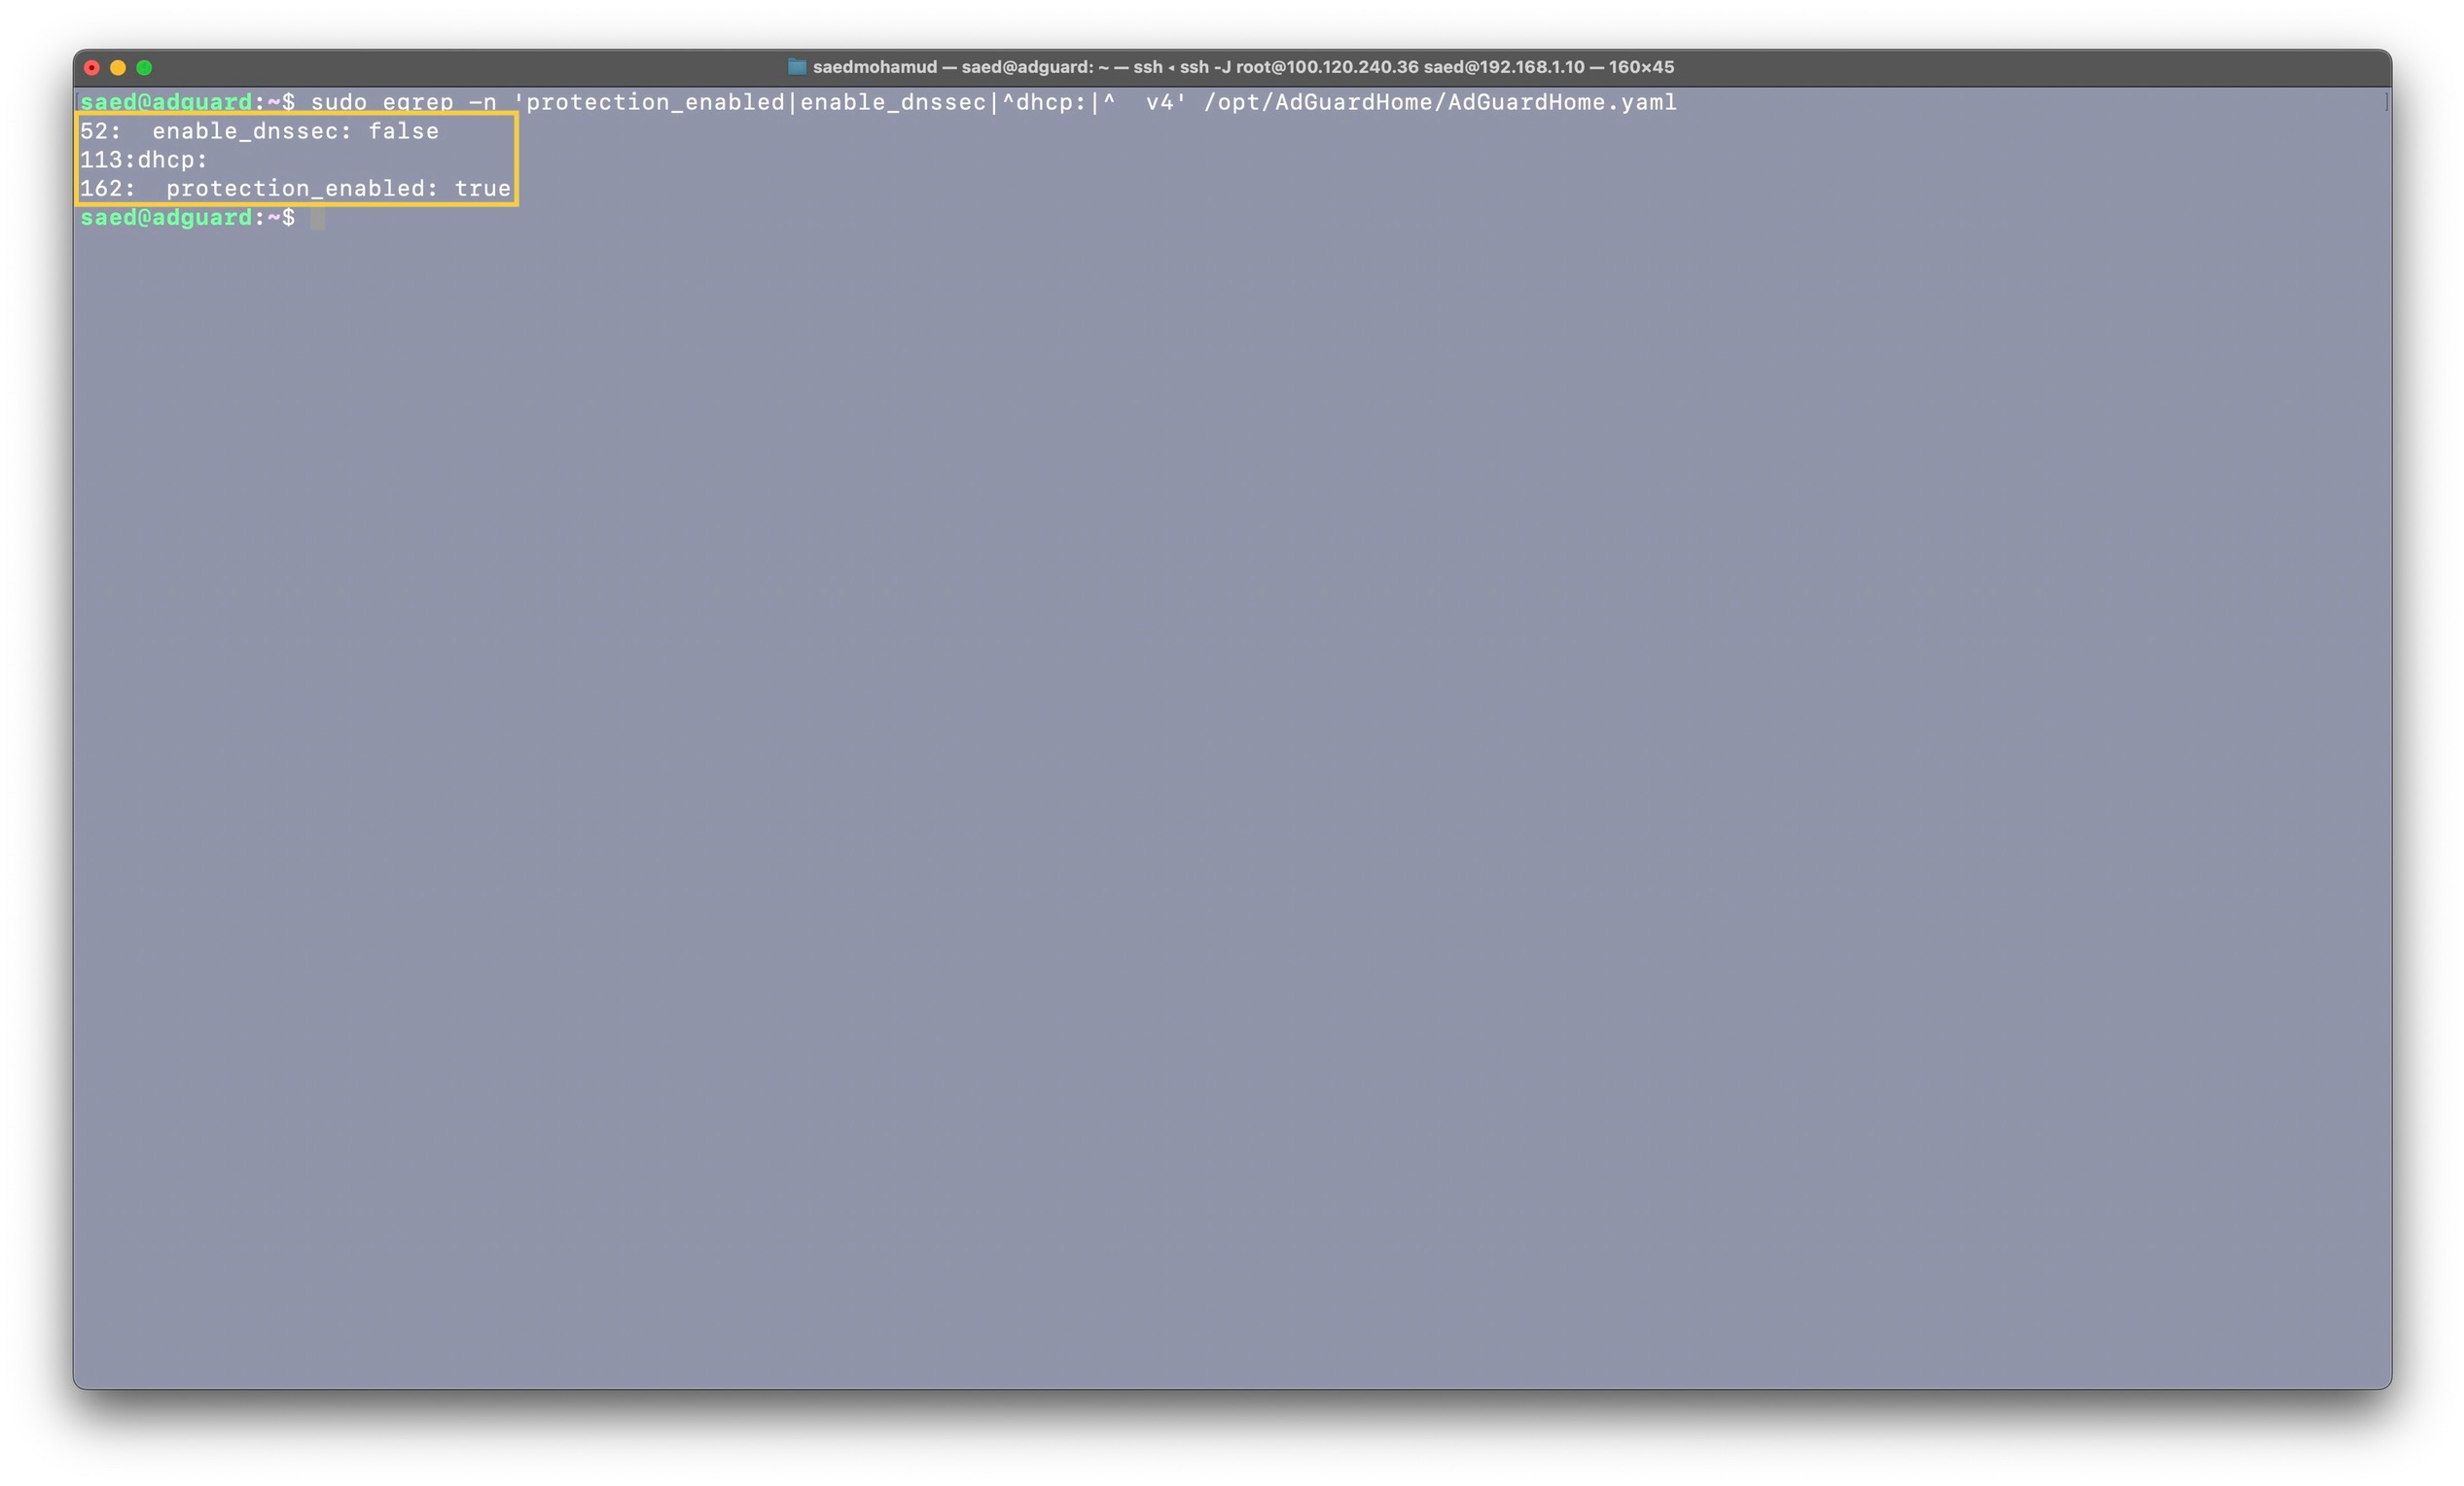 saedmohamud — saed@adguard: ~ — ssh ◂ ssh -J root@100.120.240.36 saed@192.168.1.10 — 160×45
saed@adguard:~$ sudo egrep -n 'protection_enabled|enable_dnssec|^dhcp:|^  v4' /opt/AdGuardHome/AdGuardHome.yaml
52:  enable_dnssec: false
113:dhcp:
162:  protection_enabled: true
saed@adguard:~$